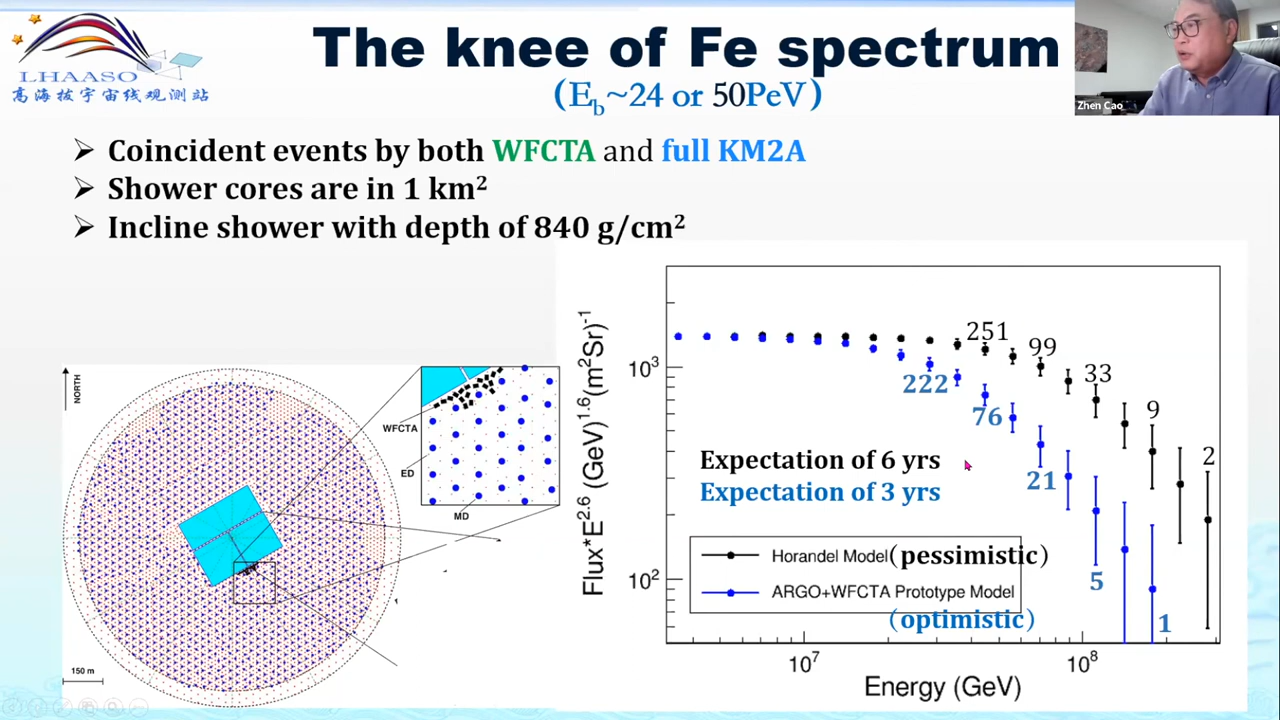 The knee of Fe spectrum
(Eb~24 or 50PeV)
Zhen Cao
LHAASO
高海拔宇宙线观测站
➢ Coincident events by both WFCTA and full KM2A
➢ Shower cores are in 1 km²
➢ Incline shower with depth of 840 g/cm²
NORTH
WFCTA
ED
MD
150 m
Flux*E^2.6 (GeV)^1.6(m²Sr)^-1
10³
10²
251
99
33
9
2
222
76
21
5
1
Expectation of 6 yrs
Expectation of 3 yrs
Horandel Model(pessimistic)
ARGO+WFCTA Prototype Model
(optimistic)
10⁷
10⁸
Energy (GeV)